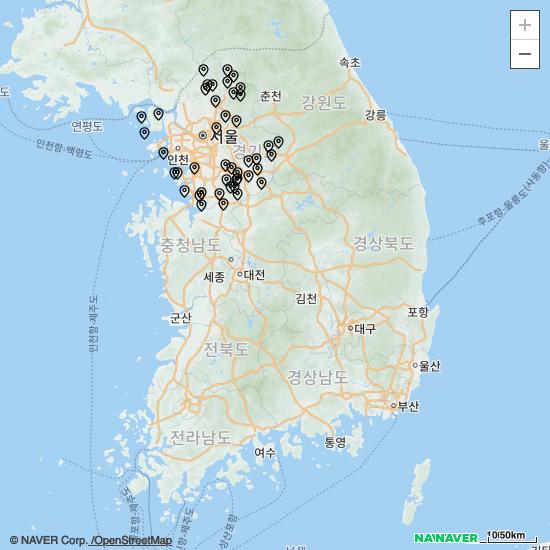 +
−
속초
춘천
강원도
강릉
연평도
서울
인천항-백령도
인천
경기
울
후포항-울릉도(사동항)
충청남도
경상북도
세종
대전
김천
인천항-제주도
군산
포항
전북도
대구
경상남도
울산
부산
전라남도
여수
통영
© NAVER Corp. /OpenStreetMap
NAVER
10/50km